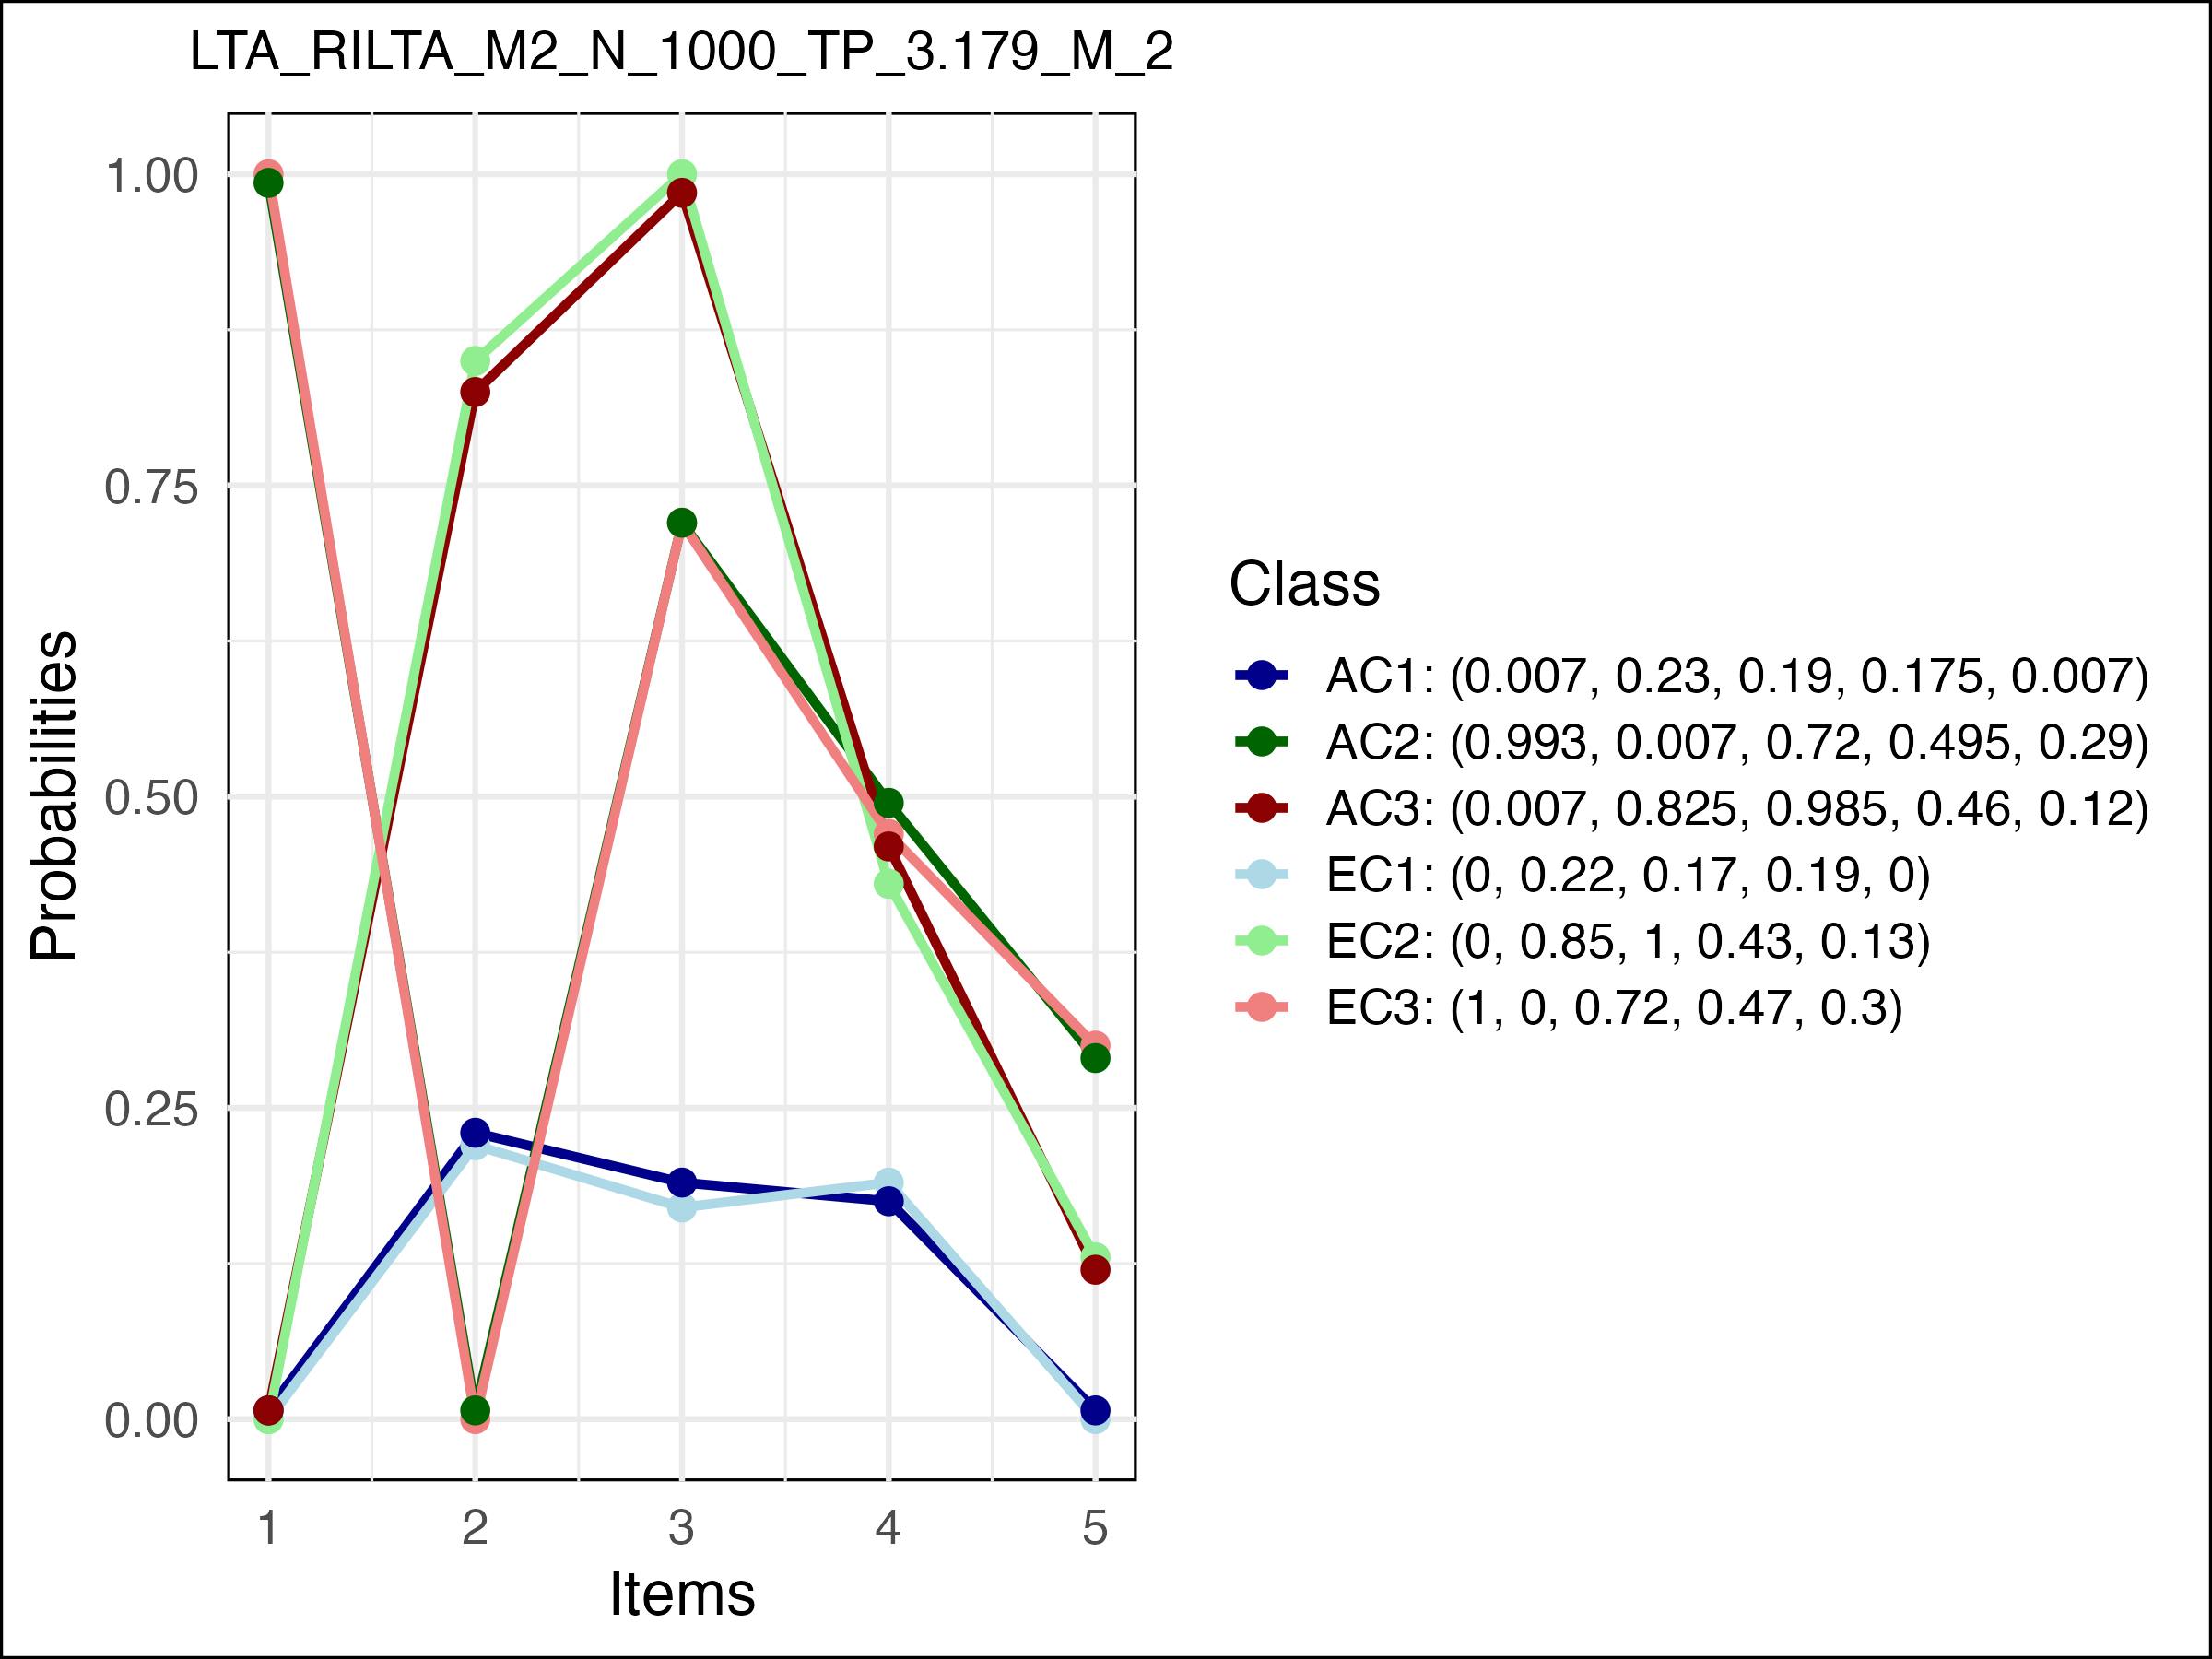 LTA_RILTA_M2_N_1000_TP_3.179_M_2
1.00
0.75
0.50
0.25
0.00
Probabilities
1 2 3 4 5
Items
Class
AC1: (0.007, 0.23, 0.19, 0.175, 0.007)
AC2: (0.993, 0.007, 0.72, 0.495, 0.29)
AC3: (0.007, 0.825, 0.985, 0.46, 0.12)
EC1: (0, 0.22, 0.17, 0.19, 0)
EC2: (0, 0.85, 1, 0.43, 0.13)
EC3: (1, 0, 0.72, 0.47, 0.3)